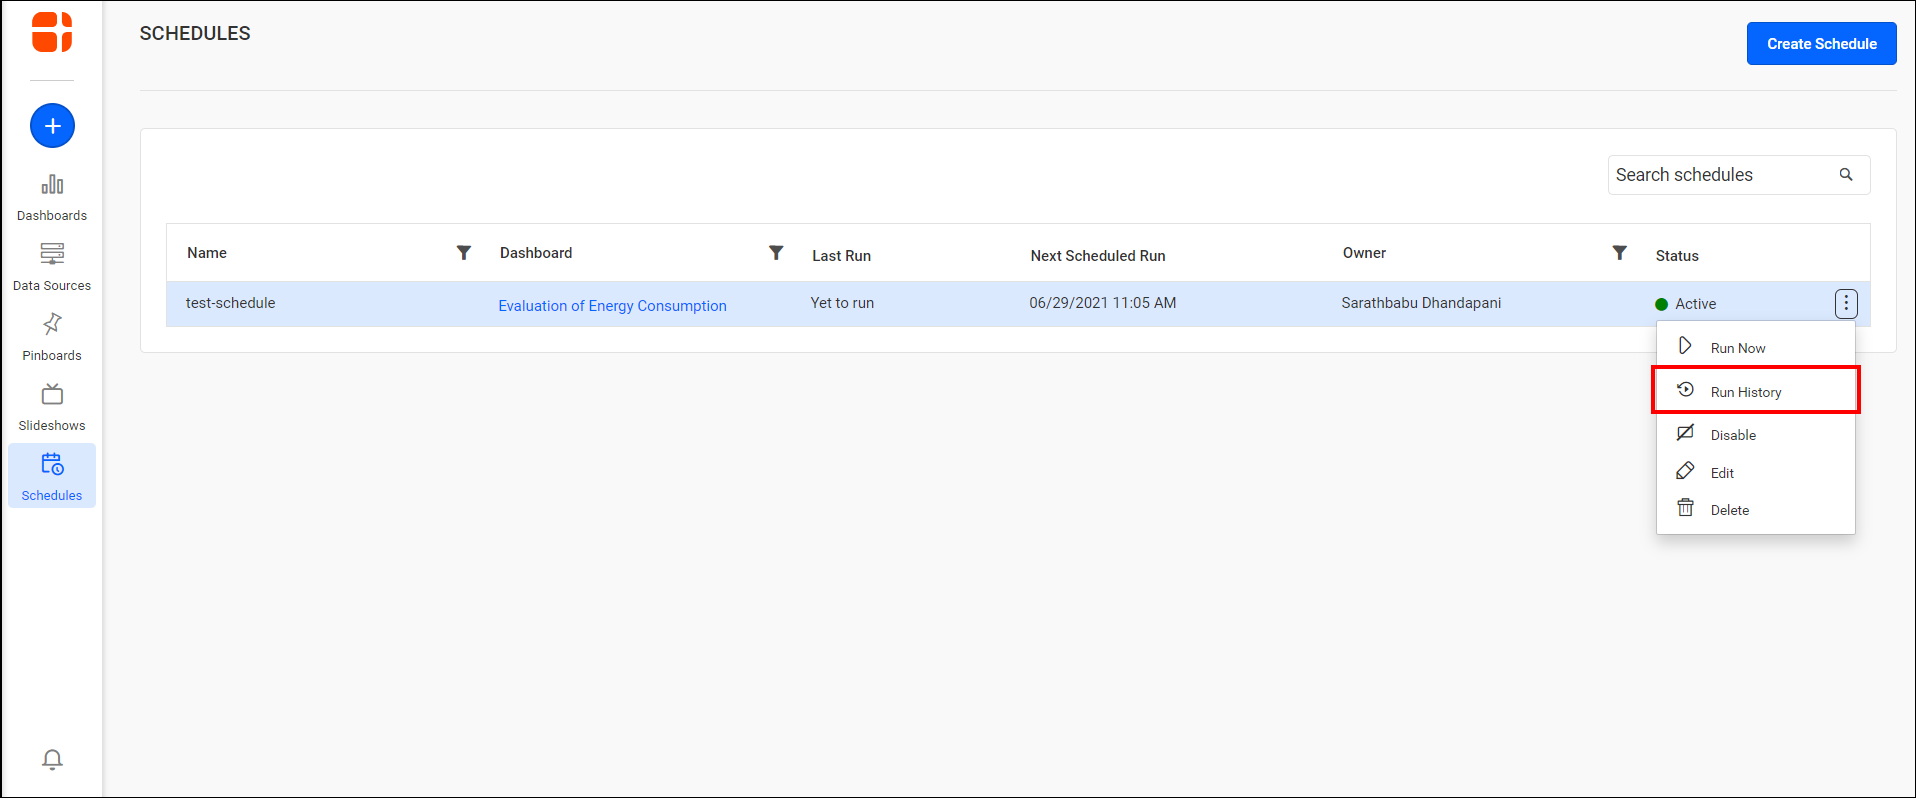 SCHEDULES
Create Schedule
Dashboards
Data Sources
Pinboards
Slideshows
Schedules
Search schedules
Name Dashboard Last Run Next Scheduled Run Owner Status
test-schedule Evaluation of Energy Consumption Yet to run 06/29/2021 11:05 AM Sarathbabu Dhandapani Active
Run Now
Run History
Disable
Edit
Delete